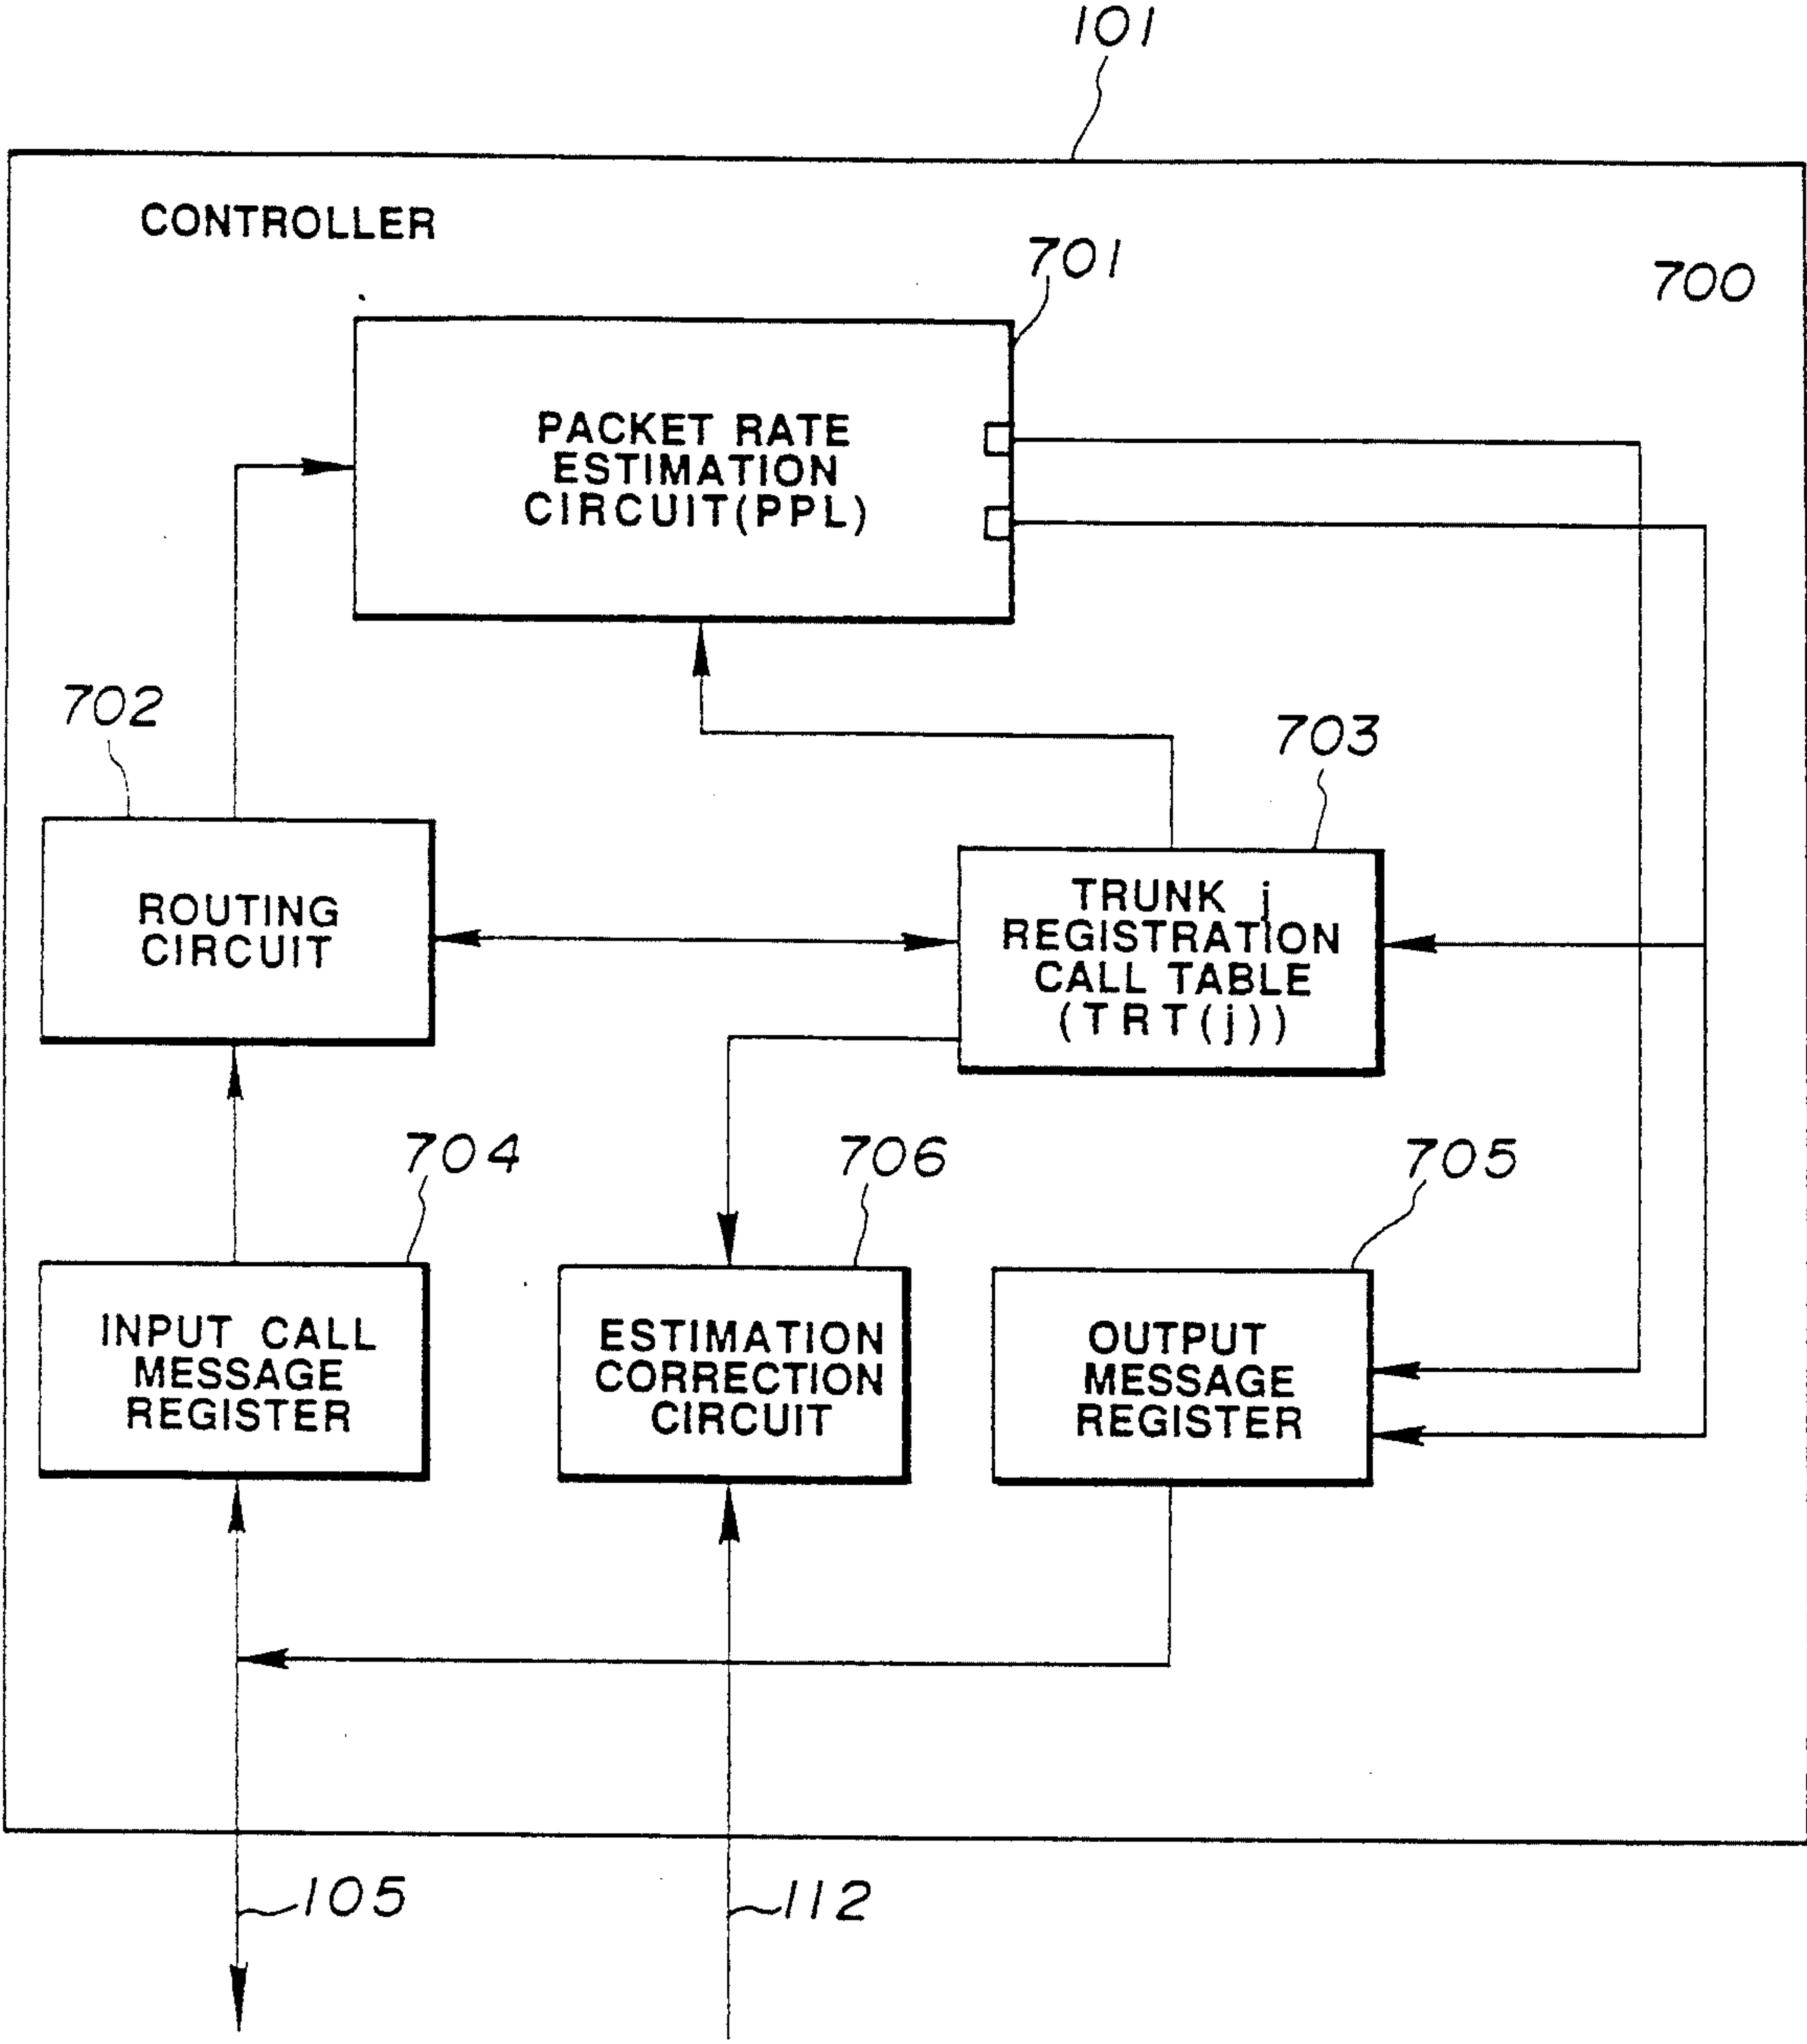 101
CONTROLLER
701
700
PACKET RATE
ESTIMATION
CIRCUIT(PPL)
702
703
ROUTING
CIRCUIT
TRUNK j
REGISTRATION
CALL TABLE
(TRT(j))
704
706
705
INPUT CALL
MESSAGE
REGISTER
ESTIMATION
CORRECTION
CIRCUIT
OUTPUT
MESSAGE
REGISTER
105
112